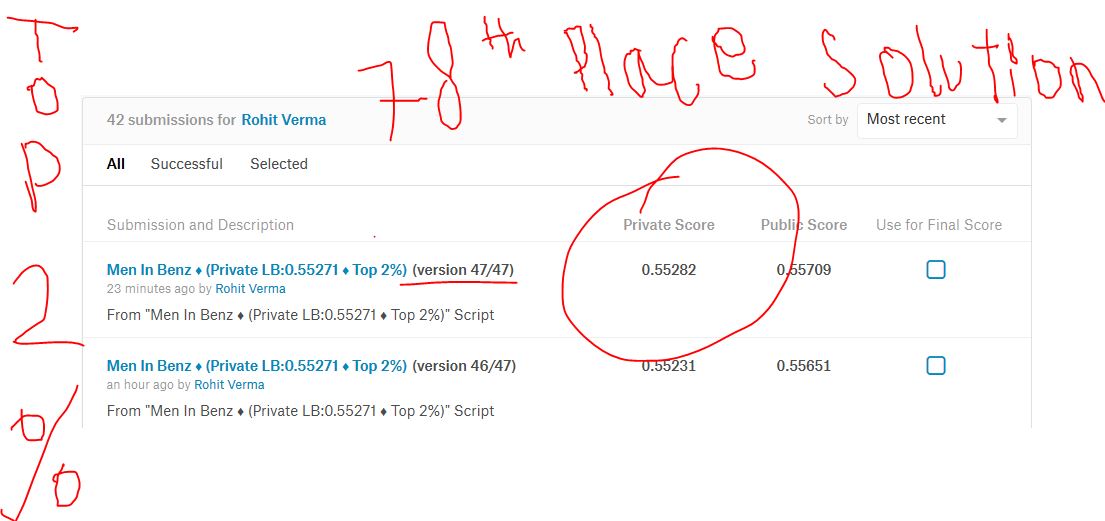 78th Place Solution
Top 2%
42 submissions for Rohit Verma
Sort by Most recent
All Successful Selected
Submission and Description Private Score Public Score Use for Final Score
Men In Benz ♦ (Private LB:0.55271 ♦ Top 2%) (version 47/47) 0.55282 0.55709
23 minutes ago by Rohit Verma
From "Men In Benz ♦ (Private LB:0.55271 ♦ Top 2%)" Script
Men In Benz ♦ (Private LB:0.55271 ♦ Top 2%) (version 46/47) 0.55231 0.55651
an hour ago by Rohit Verma
From "Men In Benz ♦ (Private LB:0.55271 ♦ Top 2%)" Script